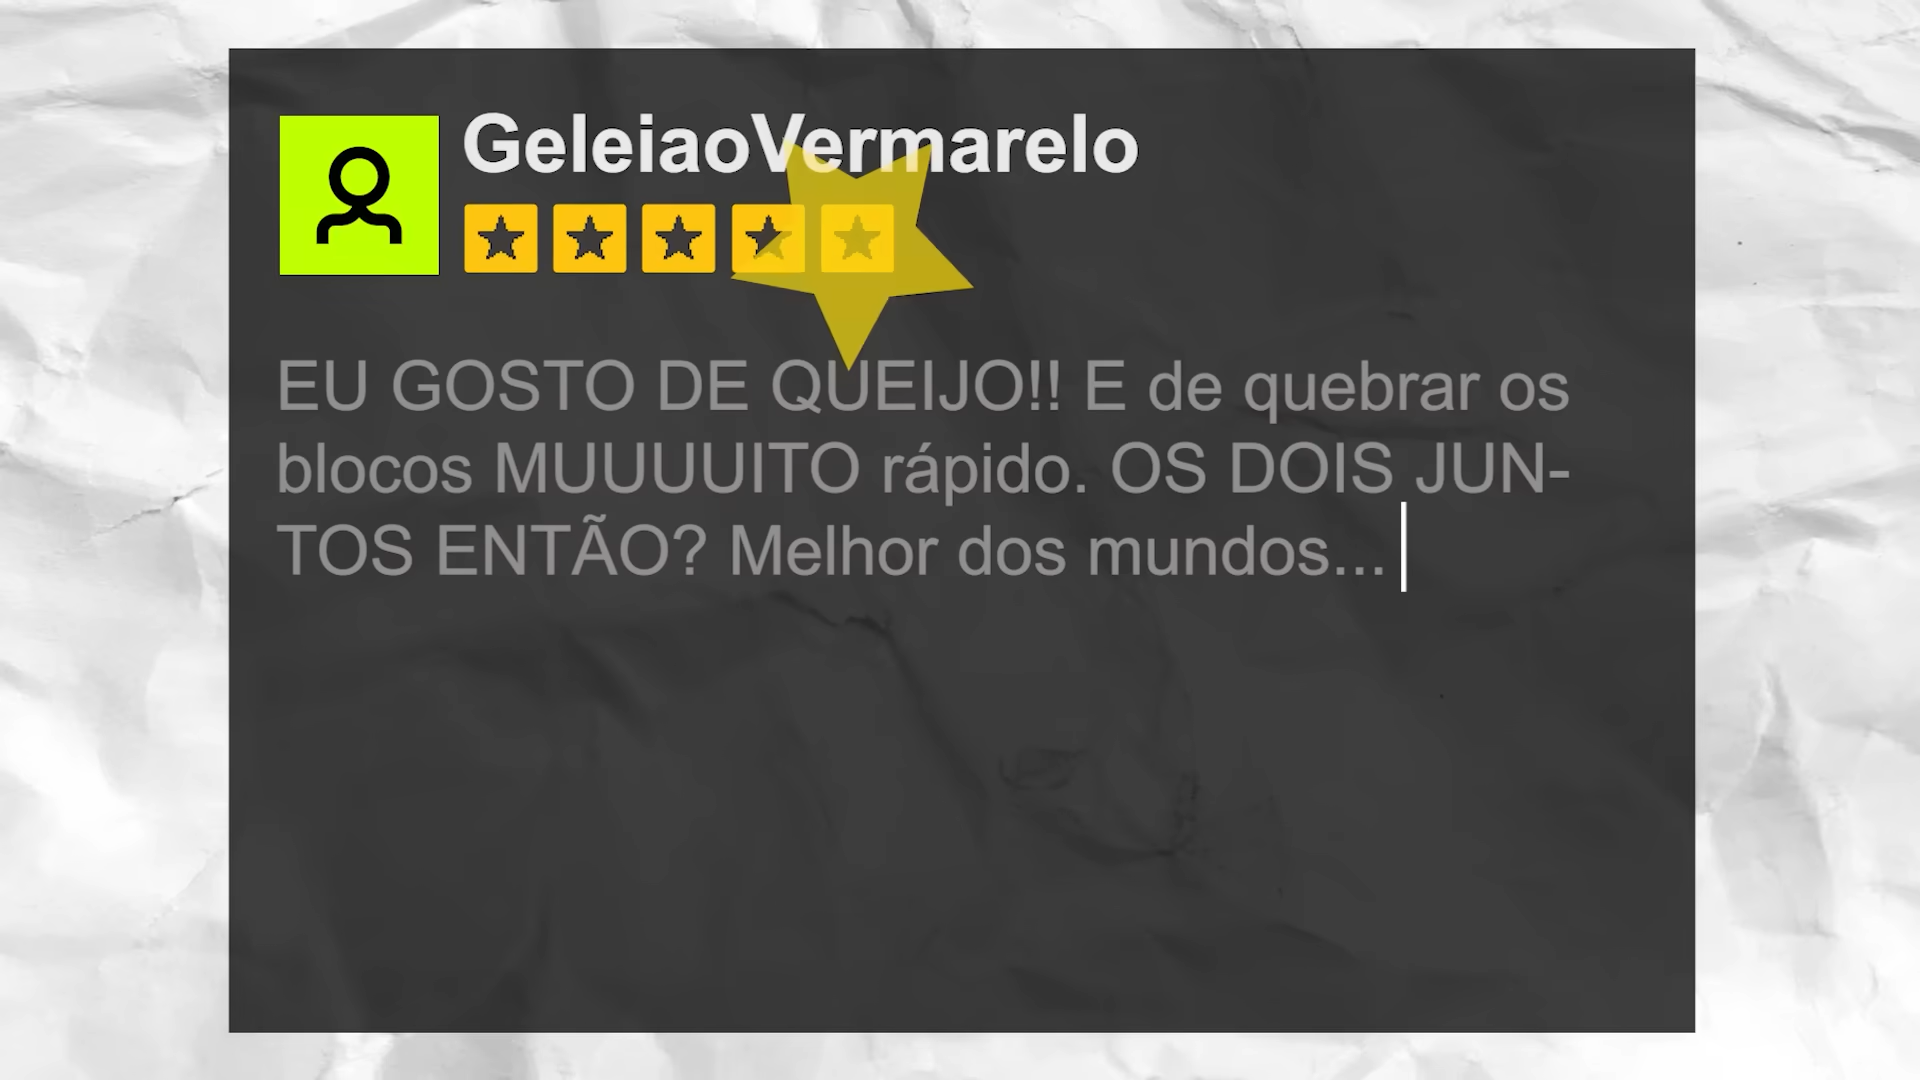 GeleiaoVermarelo
EU GOSTO DE QUEIJO!! E de quebrar os
blocos MUUUUITO rápido. OS DOIS JUN-
TOS ENTÃO? Melhor dos mundos...